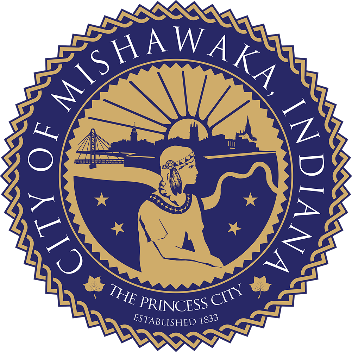 CITY OF MISHAWAKA, INDIANA
THE PRINCESS CITY
ESTABLISHED 1833